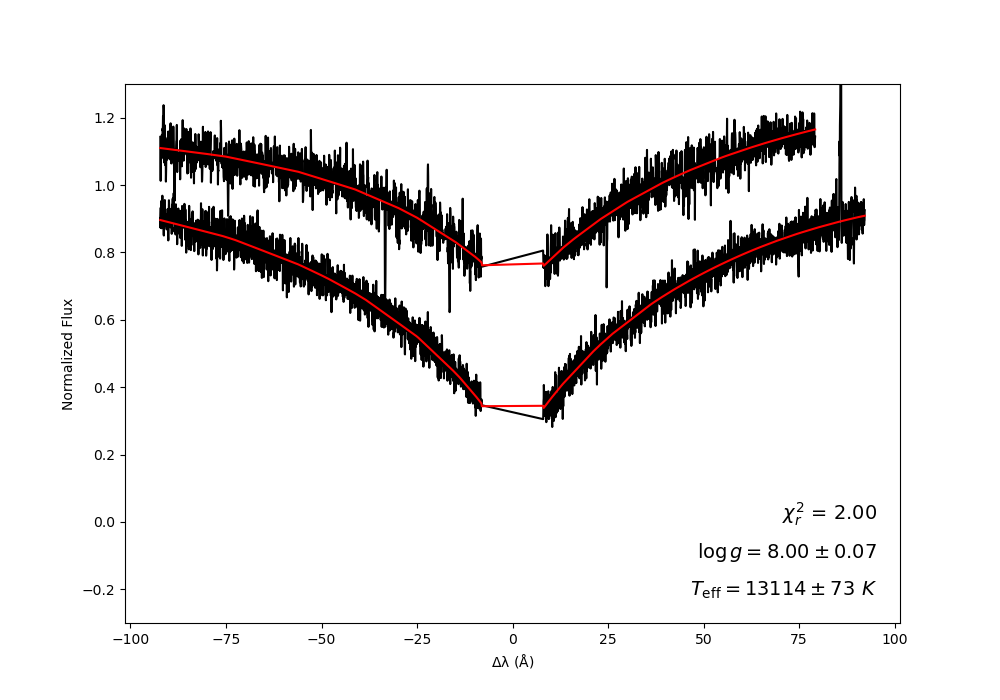 1.2
1.0
0.8
0.6
0.4
0.2
0.0
−0.2
Normalized Flux
χ²ᵣ = 2.00
log g = 8.00 ± 0.07
T_eff = 13114 ± 73 K
−100 −75 −50 −25 0 25 50 75 100
Δλ (Å)